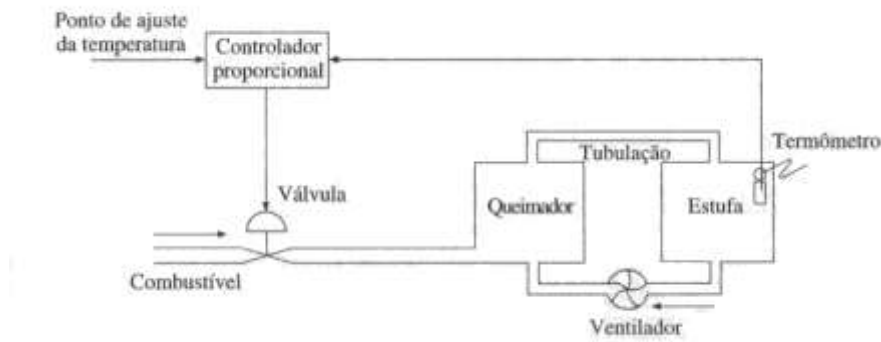 Ponto de ajuste
da temperatura
Controlador
proporcional
Termômetro
Tubulação
Válvula
Queimador
Estufa
Combustível
Ventilador